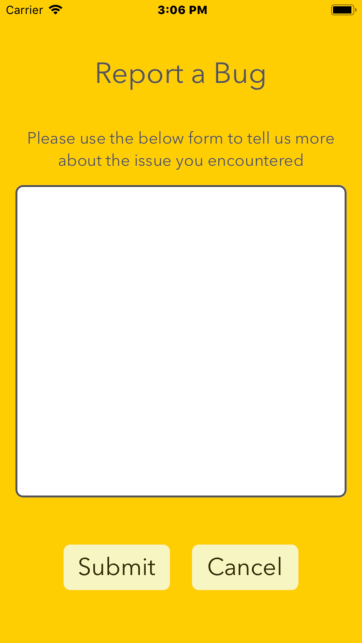 Carrier 3:06 PM
Report a Bug
Please use the below form to tell us more
about the issue you encountered
Submit Cancel